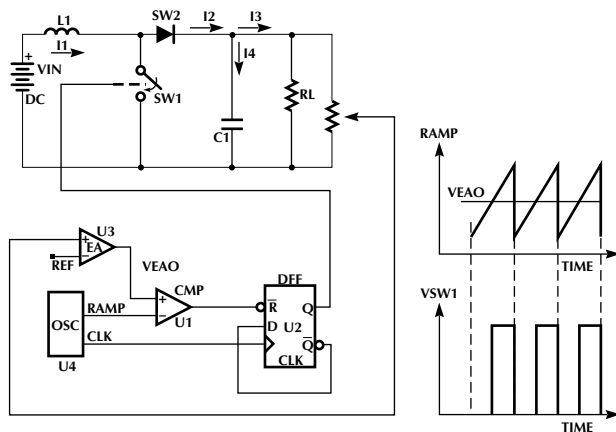 L1
I1
SW2
I2
I3
I4
+
VIN
DC
SW1
C1
RL
U3
+
EA
−
REF
VEAO
CMP
+
−
U1
OSC
RAMP
CLK
U4
DFF
R
Q
D
U2
Q
CLK
RAMP
VEAO
TIME
VSW1
TIME